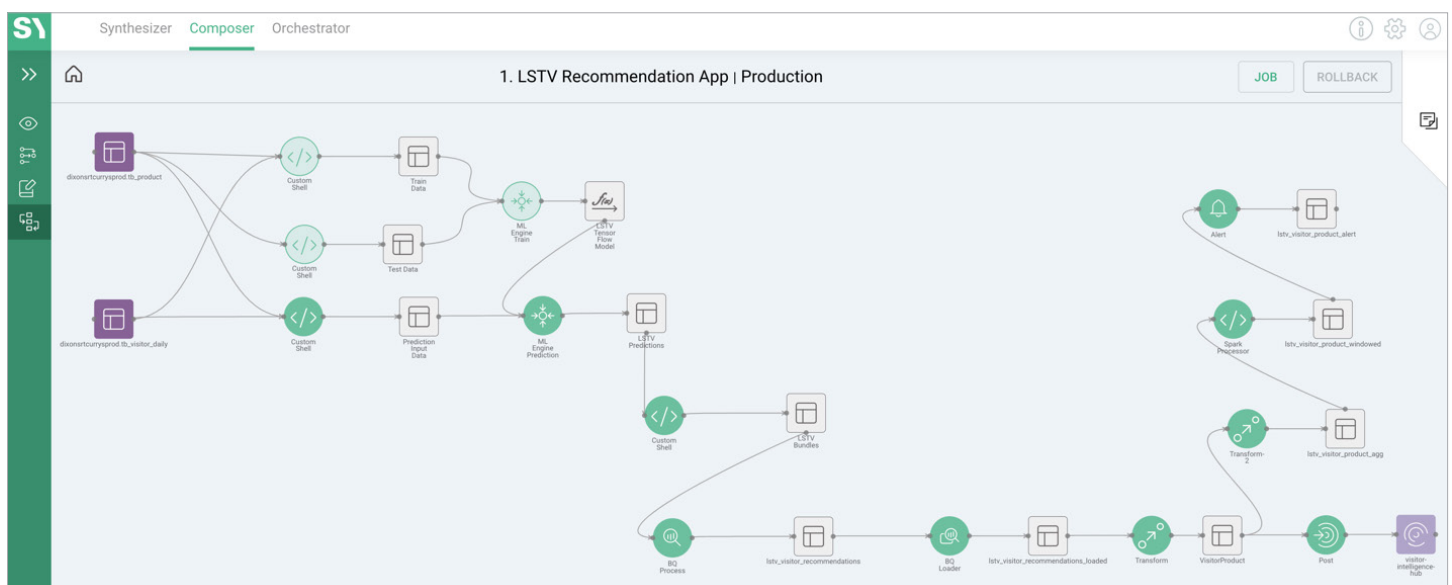 SY
Synthesizer Composer Orchestrator
1. LSTV Recommendation App | Production
JOB
ROLLBACK
dixonsrtcurrysprod.tb_product
Custom
Shell
Train
Data
ML
Engine
Train
f(x)
LSTV
Tensor
Flow
Model
Custom
Shell
Test Data
dixonsrtcurrysprod.tb_visitor_daily
Custom
Shell
Prediction
Input
Data
ML
Engine
Prediction
LSTV
Predictions
Custom
Shell
LSTV
Bundles
Alert
lstv_visitor_product_alert
Spark
Processor
lstv_visitor_product_windowed
Transform-
2
lstv_visitor_product_agg
BQ
Process
lstv_visitor_recommendations
BQ
Loader
lstv_visitor_recommendations_loaded
Transform
VisitorProduct
Post
visitor-
intelligence-
hub